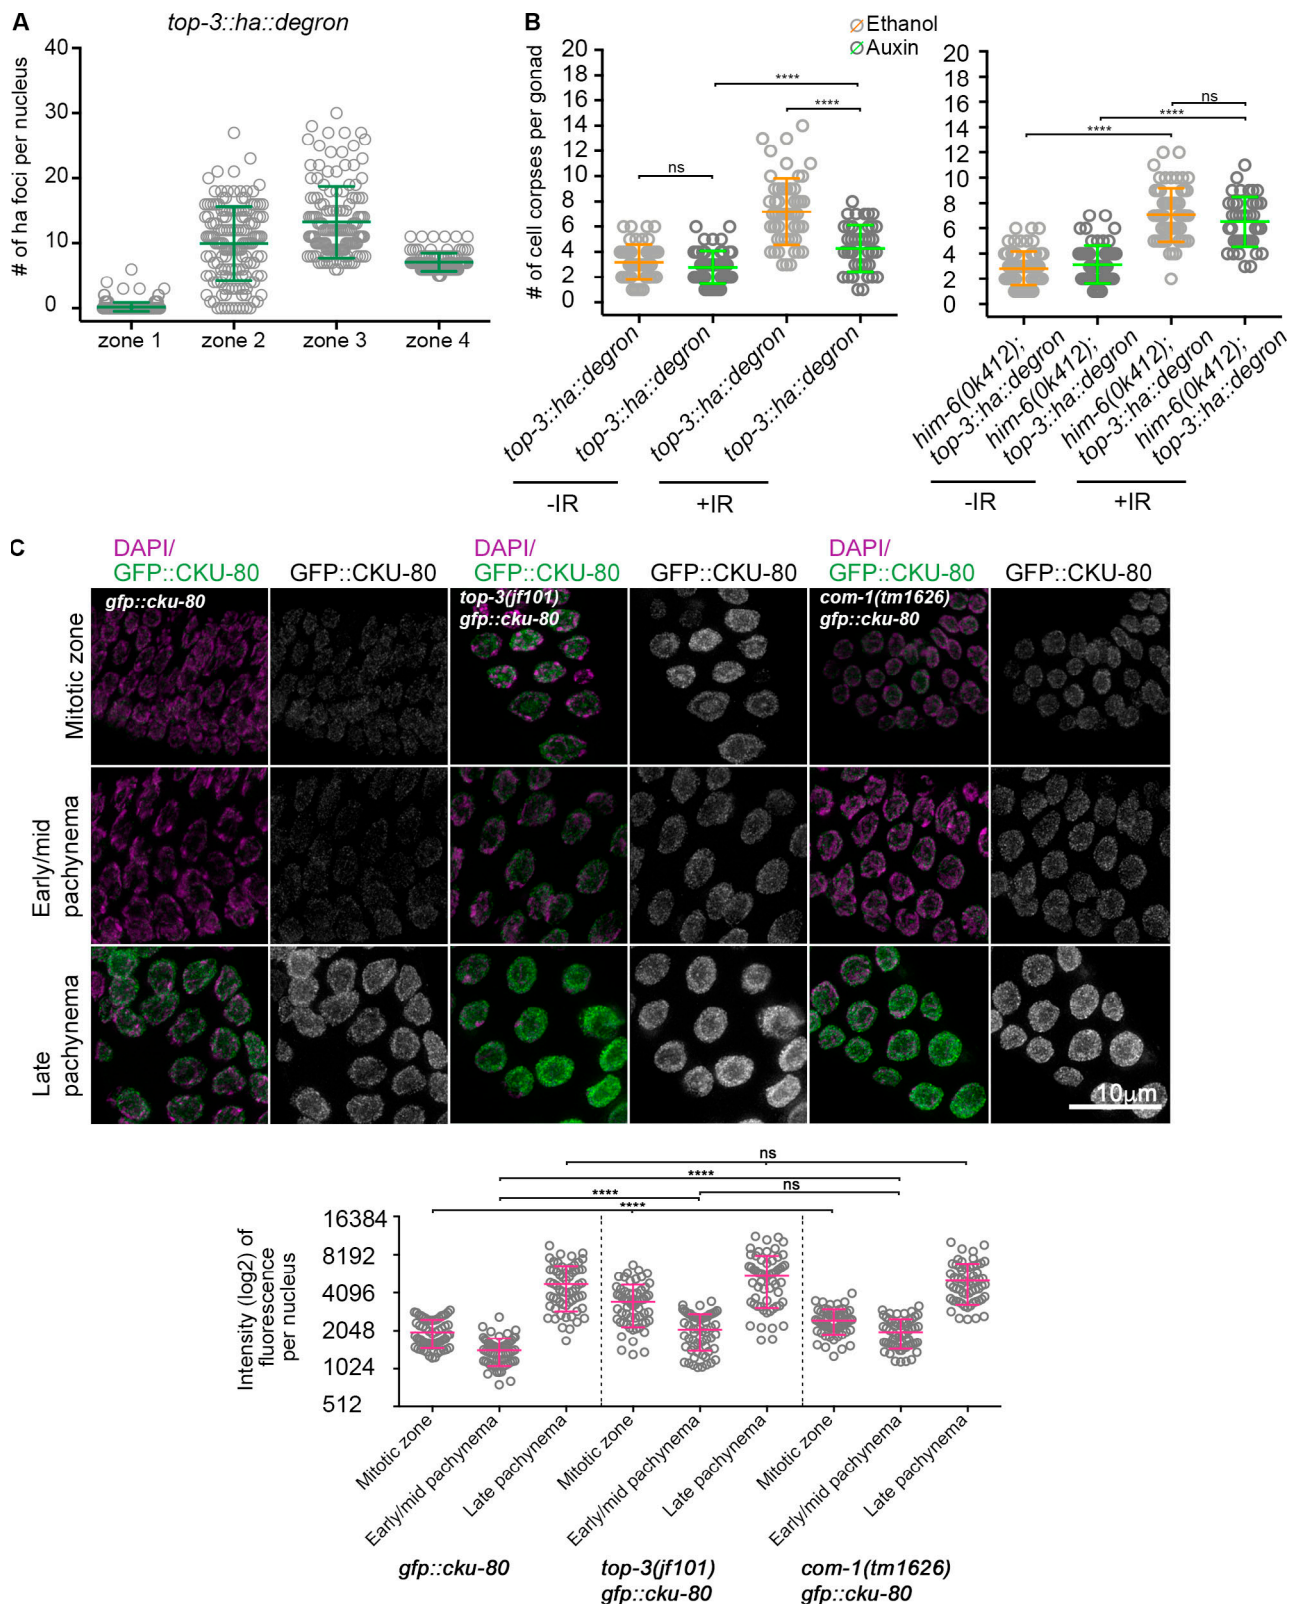 A
top-3::ha::degron
# of ha foci per nucleus
40
30
20
10
0
zone 1
zone 2
zone 3
zone 4
B
Ethanol
Auxin
# of cell corpses per gonad
20
18
16
14
12
10
8
6
4
2
0
ns
****
****
top-3::ha::degron
top-3::ha::degron
top-3::ha::degron
top-3::ha::degron
-IR
+IR
20
18
16
14
12
10
8
6
4
2
0
ns
****
****
him-6(0k412);
top-3::ha::degron
him-6(0k412);
top-3::ha::degron
him-6(0k412);
top-3::ha::degron
him-6(0k412);
top-3::ha::degron
-IR
+IR
C
DAPI/
GFP::CKU-80
GFP::CKU-80
DAPI/
GFP::CKU-80
GFP::CKU-80
DAPI/
GFP::CKU-80
GFP::CKU-80
gfp::cku-80
top-3(jf101)
gfp::cku-80
com-1(tm1626)
gfp::cku-80
Mitotic zone
Early/mid
pachynema
Late
pachynema
10µm
ns
****
ns
****
****
Intensity (log2) of
fluorescence
per nucleus
16384
8192
4096
2048
1024
512
Mitotic zone
Early/mid pachynema
Late pachynema
Mitotic zone
Early/mid pachynema
Late pachynema
Mitotic zone
Early/mid pachynema
Late pachynema
gfp::cku-80
top-3(jf101)
gfp::cku-80
com-1(tm1626)
gfp::cku-80